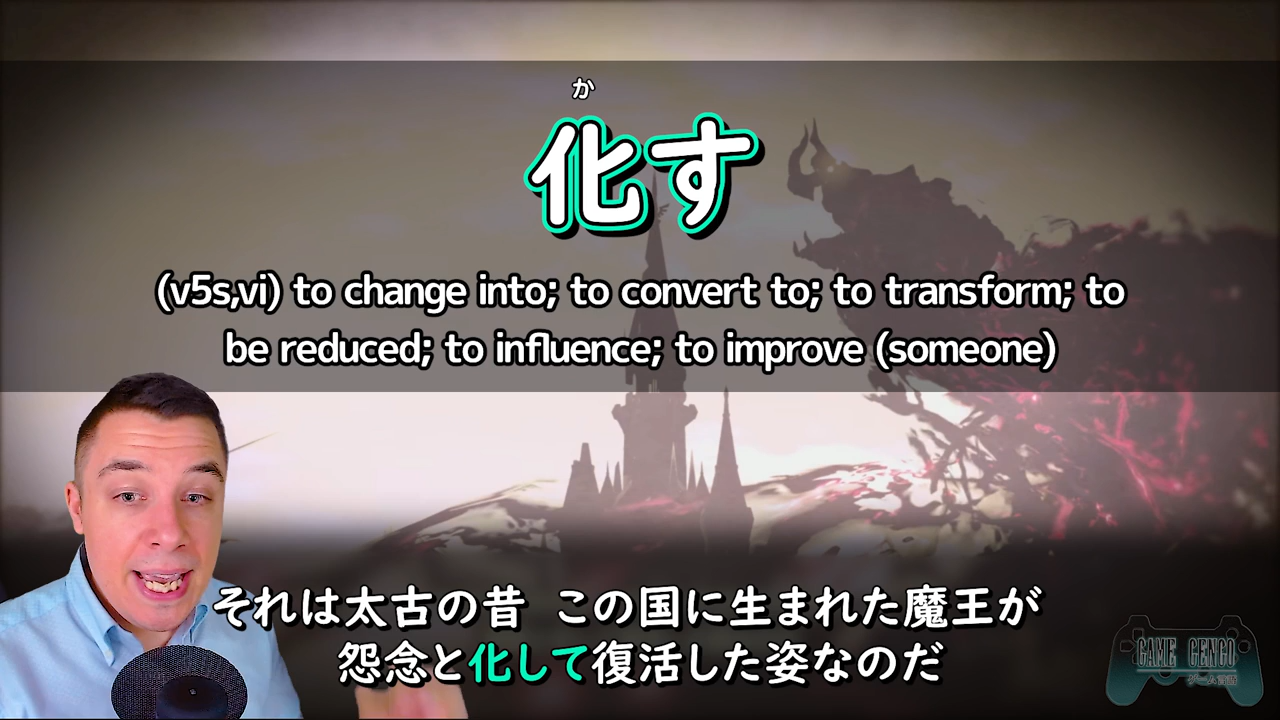 か
化す
(v5s,vi) to change into; to convert to; to transform; to
be reduced; to influence; to improve (someone)
それは太古の昔 この国に生まれた魔王が
怨念と化して復活した姿なのだ
GAME GENGO
ゲーム言語